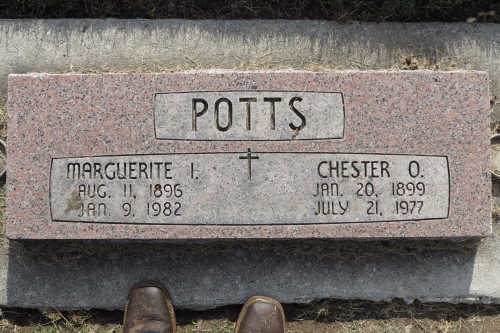 POTTS
MARGUERITE I.
AUG. 11, 1896
JAN. 9, 1982
CHESTER O.
JAN. 20, 1899
JULY 21, 1977